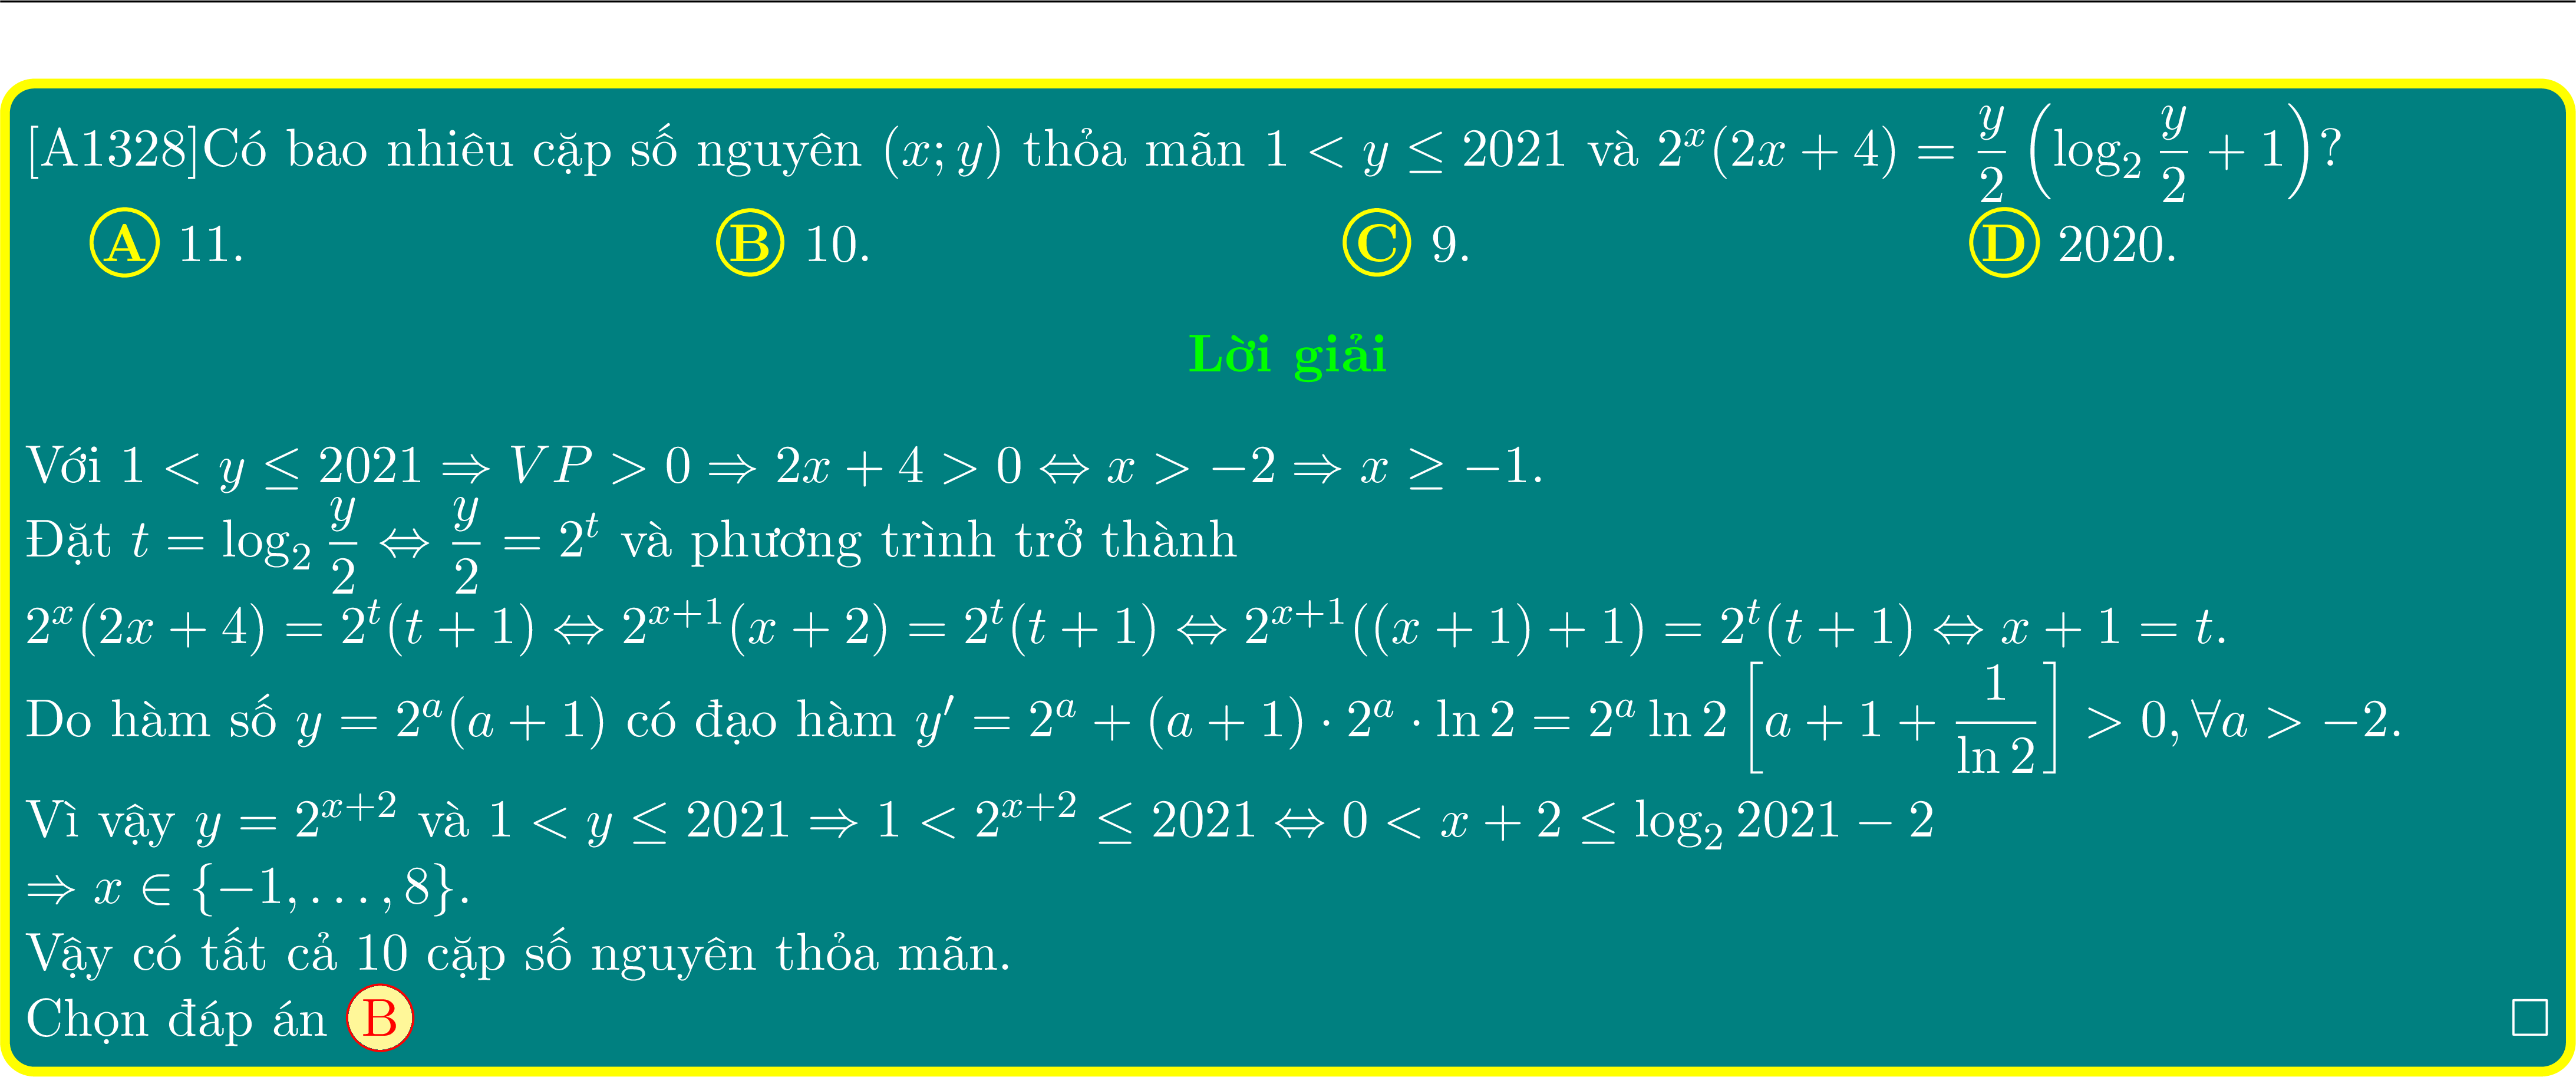 [A1328]Có bao nhiêu cặp số nguyên $(x; y)$ thỏa mãn $1 < y \leq 2021$ và $2^x(2x + 4) = \frac{y}{2}\left(\log_2 \frac{y}{2} + 1\right)$?
A 11. B 10. C 9. D 2020.
Lời giải
Với $1 < y \leq 2021 \Rightarrow VP > 0 \Rightarrow 2x + 4 > 0 \Leftrightarrow x > -2 \Rightarrow x \geq -1$.
Đặt $t = \log_2 \frac{y}{2} \Leftrightarrow \frac{y}{2} = 2^t$ và phương trình trở thành
$2^x(2x + 4) = 2^t(t + 1) \Leftrightarrow 2^{x+1}(x + 2) = 2^t(t + 1) \Leftrightarrow 2^{x+1}((x + 1) + 1) = 2^t(t + 1) \Leftrightarrow x + 1 = t$.
Do hàm số $y = 2^a(a + 1)$ có đạo hàm $y' = 2^a + (a + 1) \cdot 2^a \cdot \ln 2 = 2^a \ln 2 \left[a + 1 + \frac{1}{\ln 2}\right] > 0, \forall a > -2$.
Vì vậy $y = 2^{x+2}$ và $1 < y \leq 2021 \Rightarrow 1 < 2^{x+2} \leq 2021 \Leftrightarrow 0 < x + 2 \leq \log_2 2021 - 2$
$\Rightarrow x \in \{-1, \ldots, 8\}$.
Vậy có tất cả 10 cặp số nguyên thỏa mãn.
Chọn đáp án B □